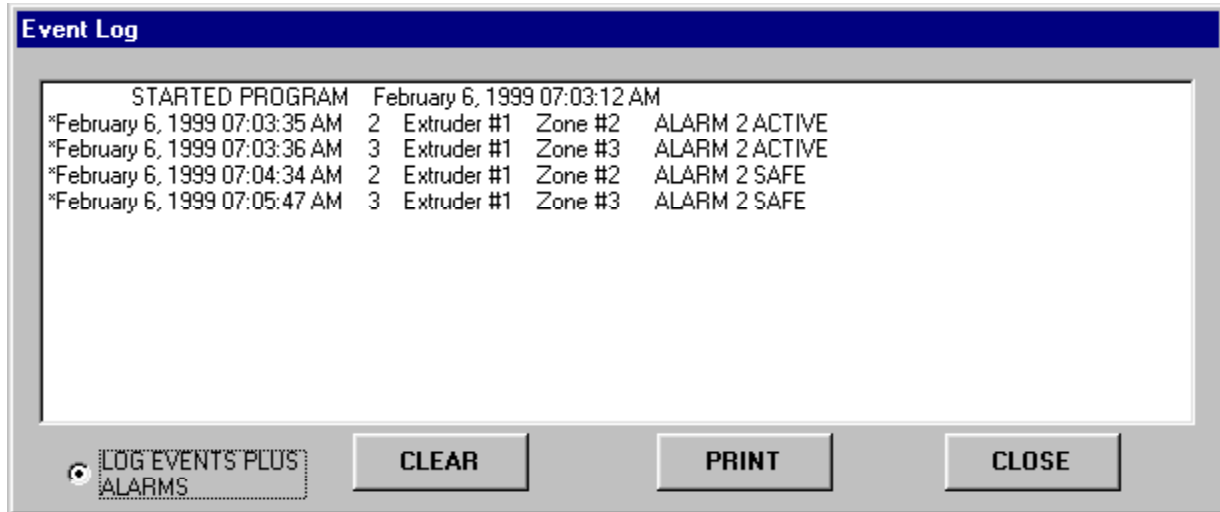 Event Log
STARTED PROGRAM February 6, 1999 07:03:12 AM
*February 6, 1999 07:03:35 AM 2 Extruder #1 Zone #2 ALARM 2 ACTIVE
*February 6, 1999 07:03:36 AM 3 Extruder #1 Zone #3 ALARM 2 ACTIVE
*February 6, 1999 07:04:34 AM 2 Extruder #1 Zone #2 ALARM 2 SAFE
*February 6, 1999 07:05:47 AM 3 Extruder #1 Zone #3 ALARM 2 SAFE
LOG EVENTS PLUS
ALARMS
CLEAR
PRINT
CLOSE